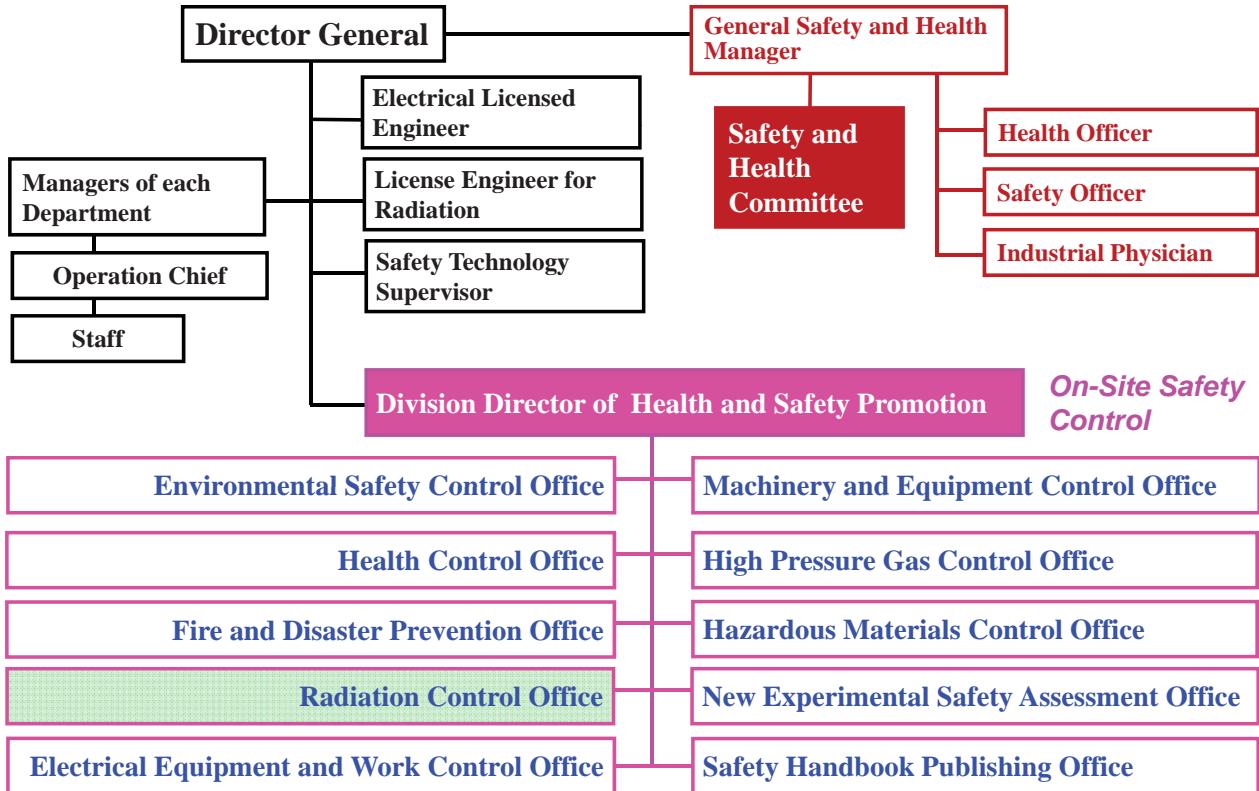 Director General
General Safety and Health
Manager
Electrical Licensed
Engineer
Safety and
Health
Committee
Health Officer
Managers of each
Department
License Engineer for
Radiation
Safety Officer
Operation Chief
Safety Technology
Supervisor
Industrial Physician
Staff
Division Director of Health and Safety Promotion
On-Site Safety
Control
Environmental Safety Control Office
Machinery and Equipment Control Office
Health Control Office
High Pressure Gas Control Office
Fire and Disaster Prevention Office
Hazardous Materials Control Office
Radiation Control Office
New Experimental Safety Assessment Office
Electrical Equipment and Work Control Office
Safety Handbook Publishing Office